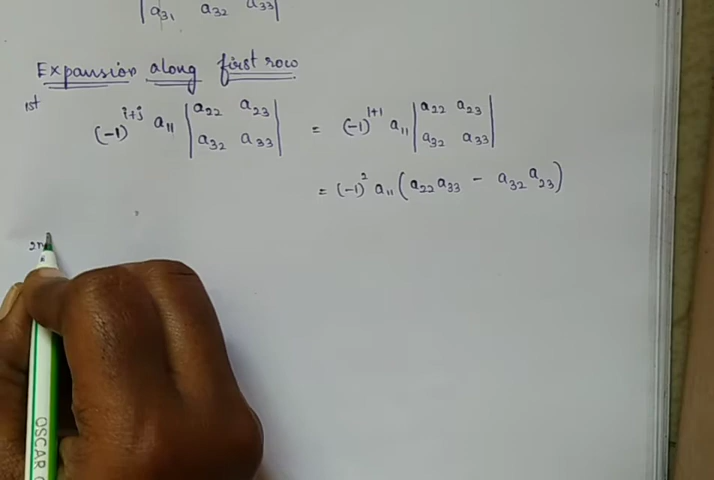 | a₃₁ a₃₂ a₃₃ |
Expansion along first row
1st (-1)^(i+j) a₁₁ | a₂₂ a₂₃ | = (-1)^(1+1) a₁₁ | a₂₂ a₂₃ |
| a₃₂ a₃₃ | | a₃₂ a₃₃ |
= (-1)² a₁₁ (a₂₂ a₃₃ - a₃₂ a₂₃)
2n
OSCAR